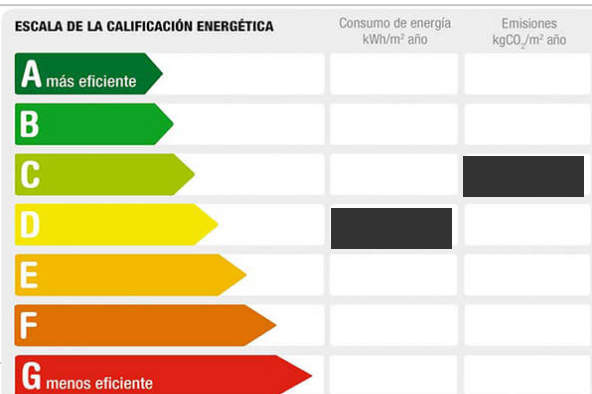 ESCALA DE LA CALIFICACIÓN ENERGÉTICA
Consumo de energía
kWh/m² año
Emisiones
kgCO₂/m² año
A más eficiente
B
C
D
E
F
G menos eficiente